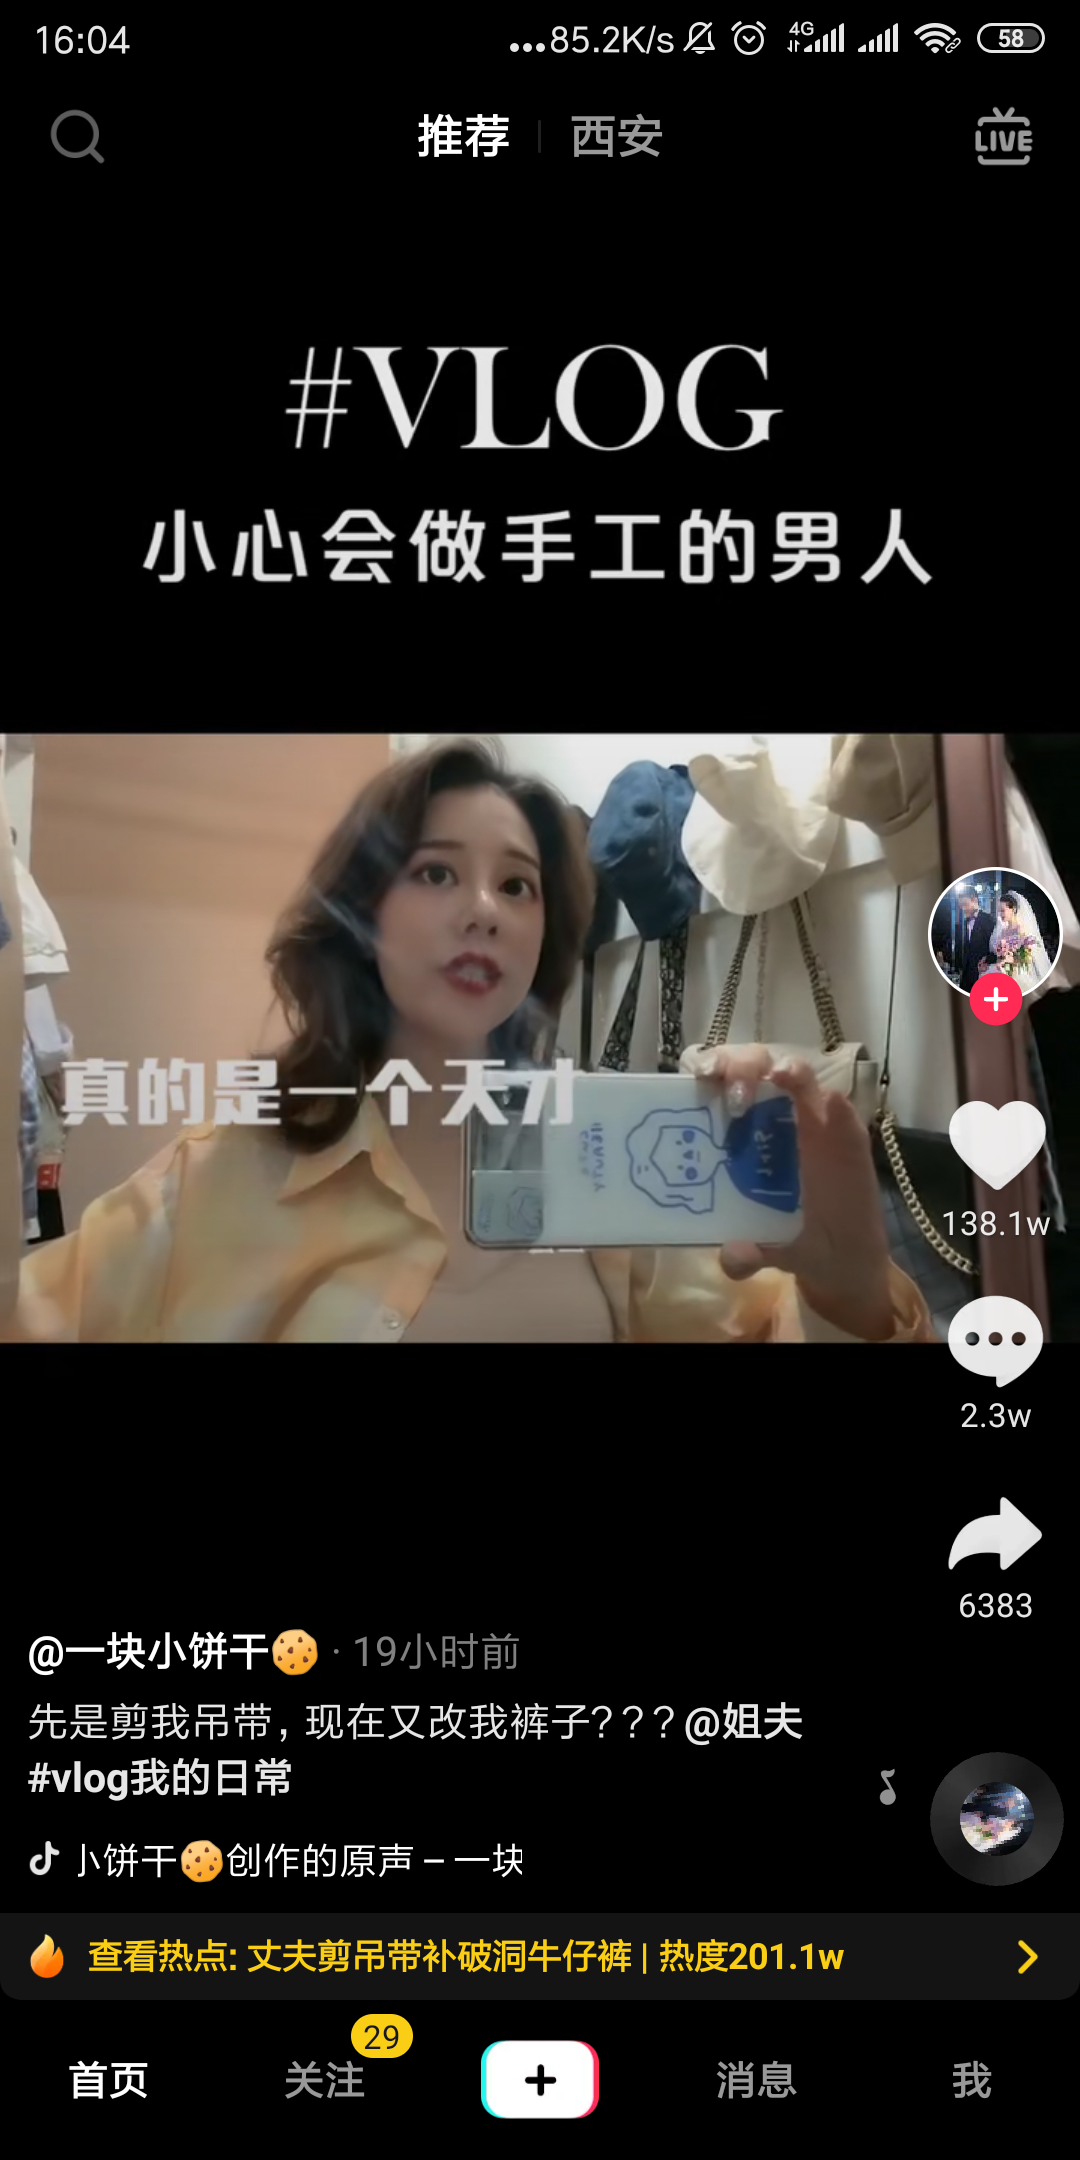 16:04
...85.2K/s
4G
58
推荐
西安
LIVE
#VLOG
小心会做手工的男人
真的是一个天才
138.1w
2.3w
6383
@一块小饼干🍪 · 19小时前
先是剪我吊带，现在又改我裤子？？？@姐夫
#vlog我的日常
小饼干🍪创作的原声 – 一块
查看热点: 丈夫剪吊带补破洞牛仔裤 | 热度201.1w
29
首页
关注
消息
我